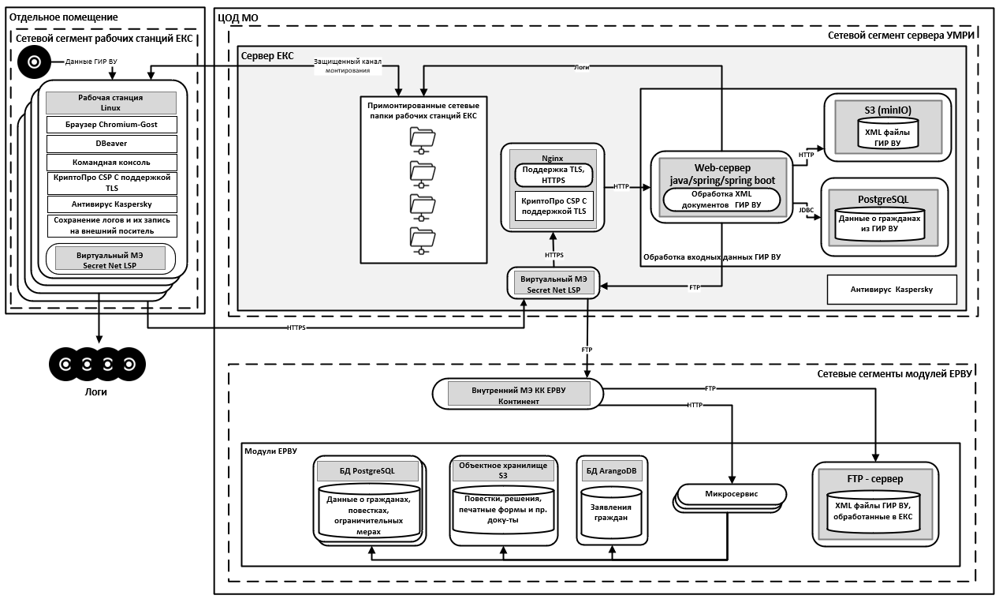 Отдельное помещение
Сетевой сегмент рабочих станций ЕКС
Данные ГИР ВУ
Рабочая станция
Linux
Браузер Chromium-Gost
DBeaver
Командная консоль
КриптоПро CSP С поддержкой
TLS
Антивирус Kaspersky
Сохранение логов и их запись
на внешний поситель
Виртуальный МЭ
Secret Net LSP
Логи
ЦОД МО
Сетевой сегмент сервера УМРИ
Сервер ЕКС
Защищенный канал
монтирования
Логи
Примонтированные сетевые
папки рабочих станций ЕКС
Nginx
Поддержка TLS,
HTTPS
КриптоПро CSP С
поддержкой TLS
HTTP
Web-сервер
java/spring/spring boot
Обработка XML
документов ГИР ВУ
HTTP
JDBC
S3 (minIO)
XML файлы
ГИР ВУ
PostgreSQL
Данные о гражданах
из ГИР ВУ
Обработка входных данных ГИР ВУ
HTTPS
Виртуальный МЭ
Secret Net LSP
FTP
Антивирус Kaspersky
HTTPS
FTP
Сетевые сегменты модулей ЕРВУ
Внутренний МЭ КК ЕРВУ
Континент
FTP
HTTP
Модули ЕРВУ
БД PostgreSQL
Данные о гражданах,
повестках,
ограничительных
мерах
Объектное хранилище
S3
Повестки, решения,
печатные формы и пр.
доку-ты
БД ArangoDB
Заявления
граждан
Микросервис
FTP - сервер
XML файлы ГИР ВУ,
обработанные в ЕКС